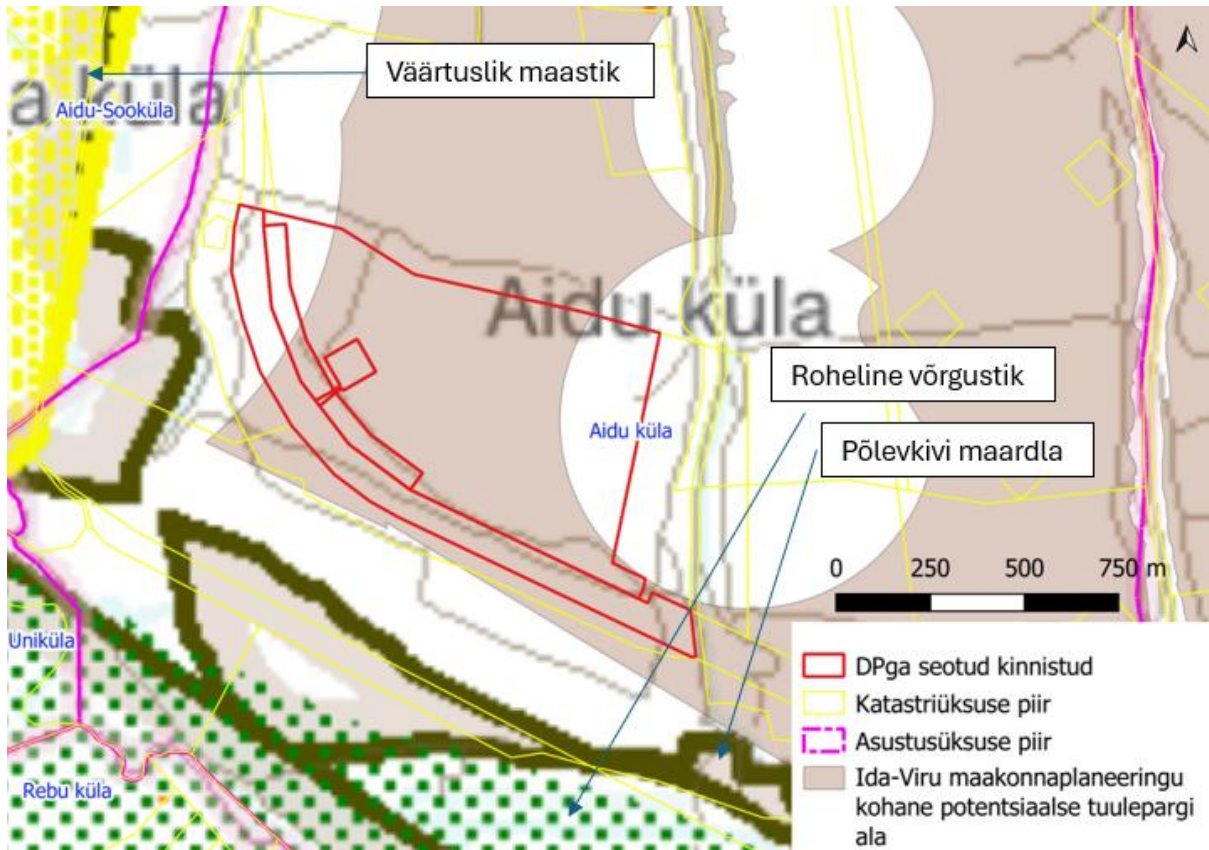 Väärtuslik maastik
a küla
Aidu-Sooküla
Aidu küla
Roheline võrgustik
Aidu küla
Põlevkivi maardla
0 250 500 750 m
Uniküla
DPga seotud kinnistud
Katastriüksuse piir
Asustusüksuse piir
Rebu küla
Ida-Viru maakonnaplaneeringu
kohane potentsiaalse tuulepargi
ala